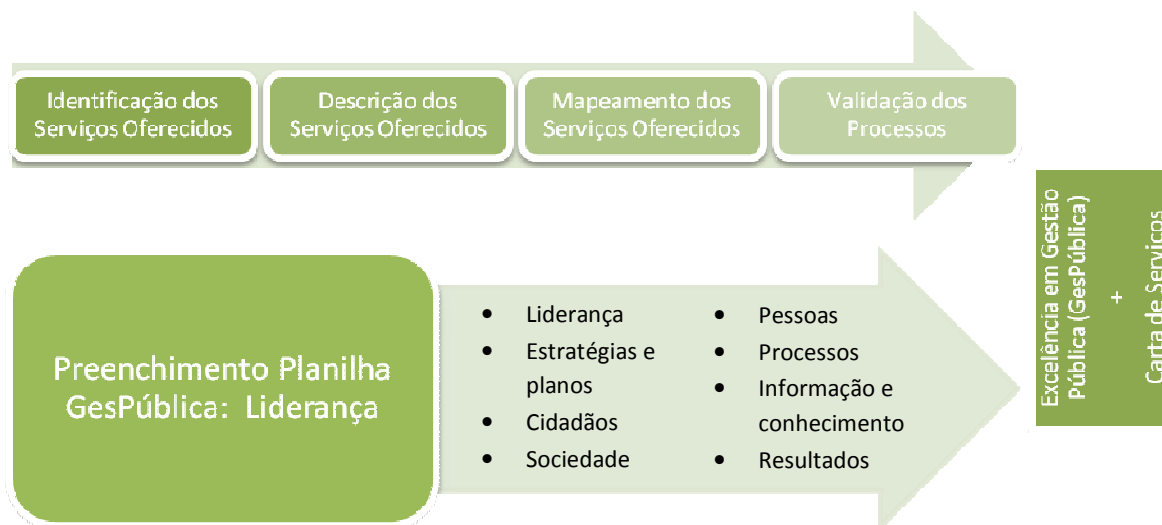 Identificação dos
Serviços Oferecidos
Descrição dos
Serviços Oferecidos
Mapeamento dos
Serviços Oferecidos
Validação dos
Processos
Preenchimento Planilha
GesPública: Liderança
• Liderança
• Estratégias e
planos
• Cidadãos
• Sociedade
• Pessoas
• Processos
• Informação e
conhecimento
• Resultados
Excelência em Gestão
Pública (GesPública)
+
Carta de Serviços